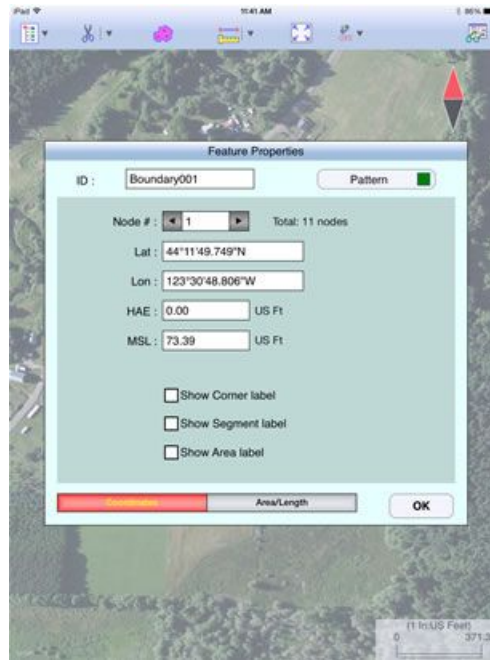 iPad 11:41 AM 86%
Feature Properties
ID : Boundary001 Pattern
Node # : 1 Total: 11 nodes
Lat : 44°11'49.749"N
Lon : 123°30'48.806"W
HAE : 0.00 US Ft
MSL : 73.39 US Ft
Show Corner label
Show Segment label
Show Area label
Coordinates Area/Length OK
(1 In:US Feet)
0 371.3